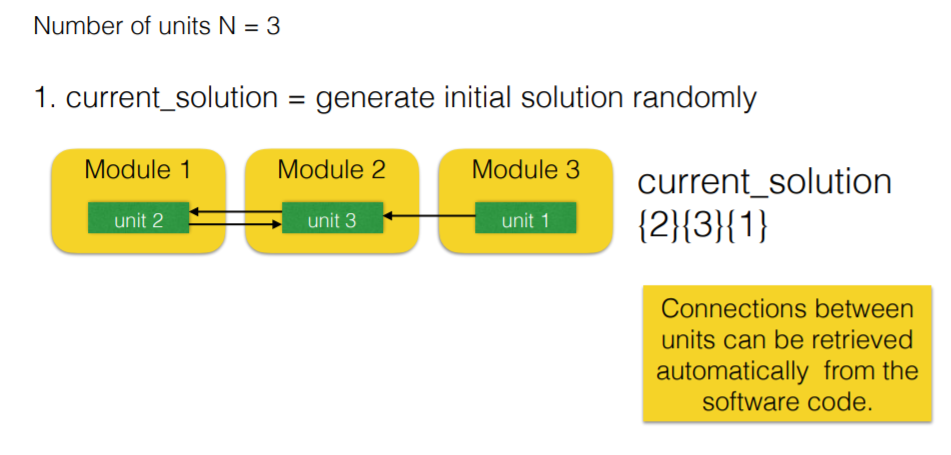 Number of units N = 3
1. current_solution = generate initial solution randomly
Module 1
Module 2
Module 3
unit 2
unit 3
unit 1
current_solution
{2}{3}{1}
Connections between
units can be retrieved
automatically from the
software code.